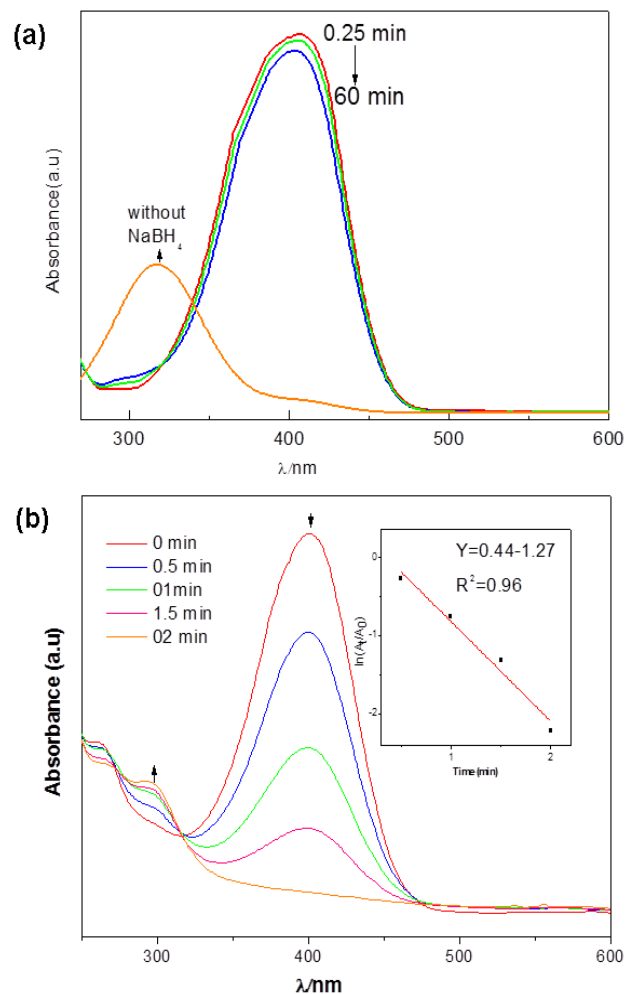 (a)
0.25 min
60 min
without
NaBH4
Absorbance(a.u)
300
400
500
600
λ/nm
(b)
0 min
0.5 min
01min
1.5 min
02 min
Y=0.44-1.27
R²=0.96
0
-1
-2
ln(At/A0)
1
2
Time(min)
Absorbance (a.u)
300
400
500
600
λ/nm